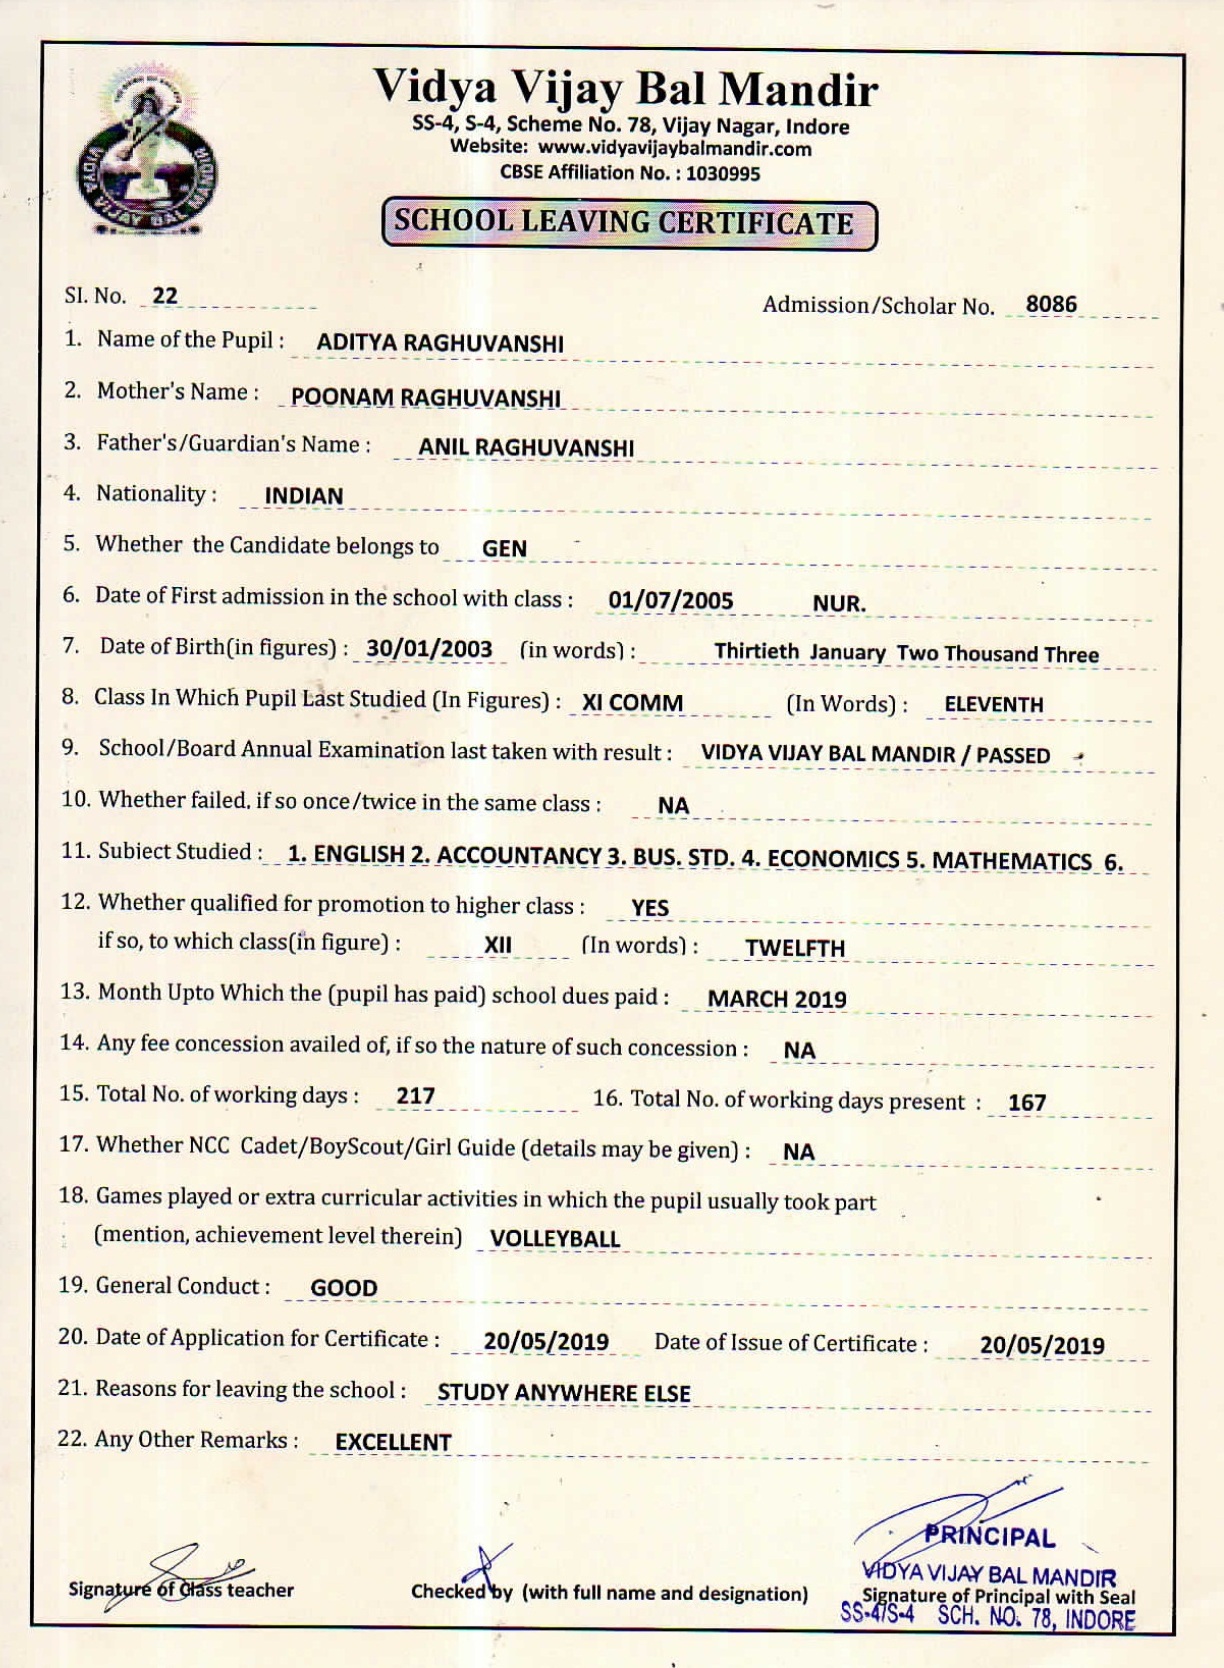 Vidya Vijay Bal Mandir
SS-4, S-4, Scheme No. 78, Vijay Nagar, Indore
Website: www.vidyavijaybalmandir.com
CBSE Affiliation No. : 1030995
VIDYA VIJAY BAL MANDIR
SCHOOL LEAVING CERTIFICATE
SI. No. 22 Admission/Scholar No. 8086
1. Name of the Pupil : ADITYA RAGHUVANSHI
2. Mother's Name : POONAM RAGHUVANSHI
3. Father's/Guardian's Name : ANIL RAGHUVANSHI
4. Nationality : INDIAN
5. Whether the Candidate belongs to GEN
6. Date of First admission in the school with class : 01/07/2005 NUR.
7. Date of Birth(in figures) : 30/01/2003 (in words) : Thirtieth January Two Thousand Three
8. Class In Which Pupil Last Studied (In Figures) : XI COMM (In Words) : ELEVENTH
9. School/Board Annual Examination last taken with result : VIDYA VIJAY BAL MANDIR / PASSED
10. Whether failed, if so once/twice in the same class : NA
11. Subject Studied : 1. ENGLISH 2. ACCOUNTANCY 3. BUS. STD. 4. ECONOMICS 5. MATHEMATICS 6.
12. Whether qualified for promotion to higher class : YES
if so, to which class(in figure) : XII (In words) : TWELFTH
13. Month Upto Which the (pupil has paid) school dues paid : MARCH 2019
14. Any fee concession availed of, if so the nature of such concession : NA
15. Total No. of working days : 217 16. Total No. of working days present : 167
17. Whether NCC Cadet/BoyScout/Girl Guide (details may be given) : NA
18. Games played or extra curricular activities in which the pupil usually took part
(mention, achievement level therein) VOLLEYBALL
19. General Conduct : GOOD
20. Date of Application for Certificate : 20/05/2019 Date of Issue of Certificate : 20/05/2019
21. Reasons for leaving the school : STUDY ANYWHERE ELSE
22. Any Other Remarks : EXCELLENT
PRINCIPAL
VIDYA VIJAY BAL MANDIR
Signature of Class teacher Checked by (with full name and designation) Signature of Principal with Seal
SS-4/S-4 SCH. NO. 78, INDORE